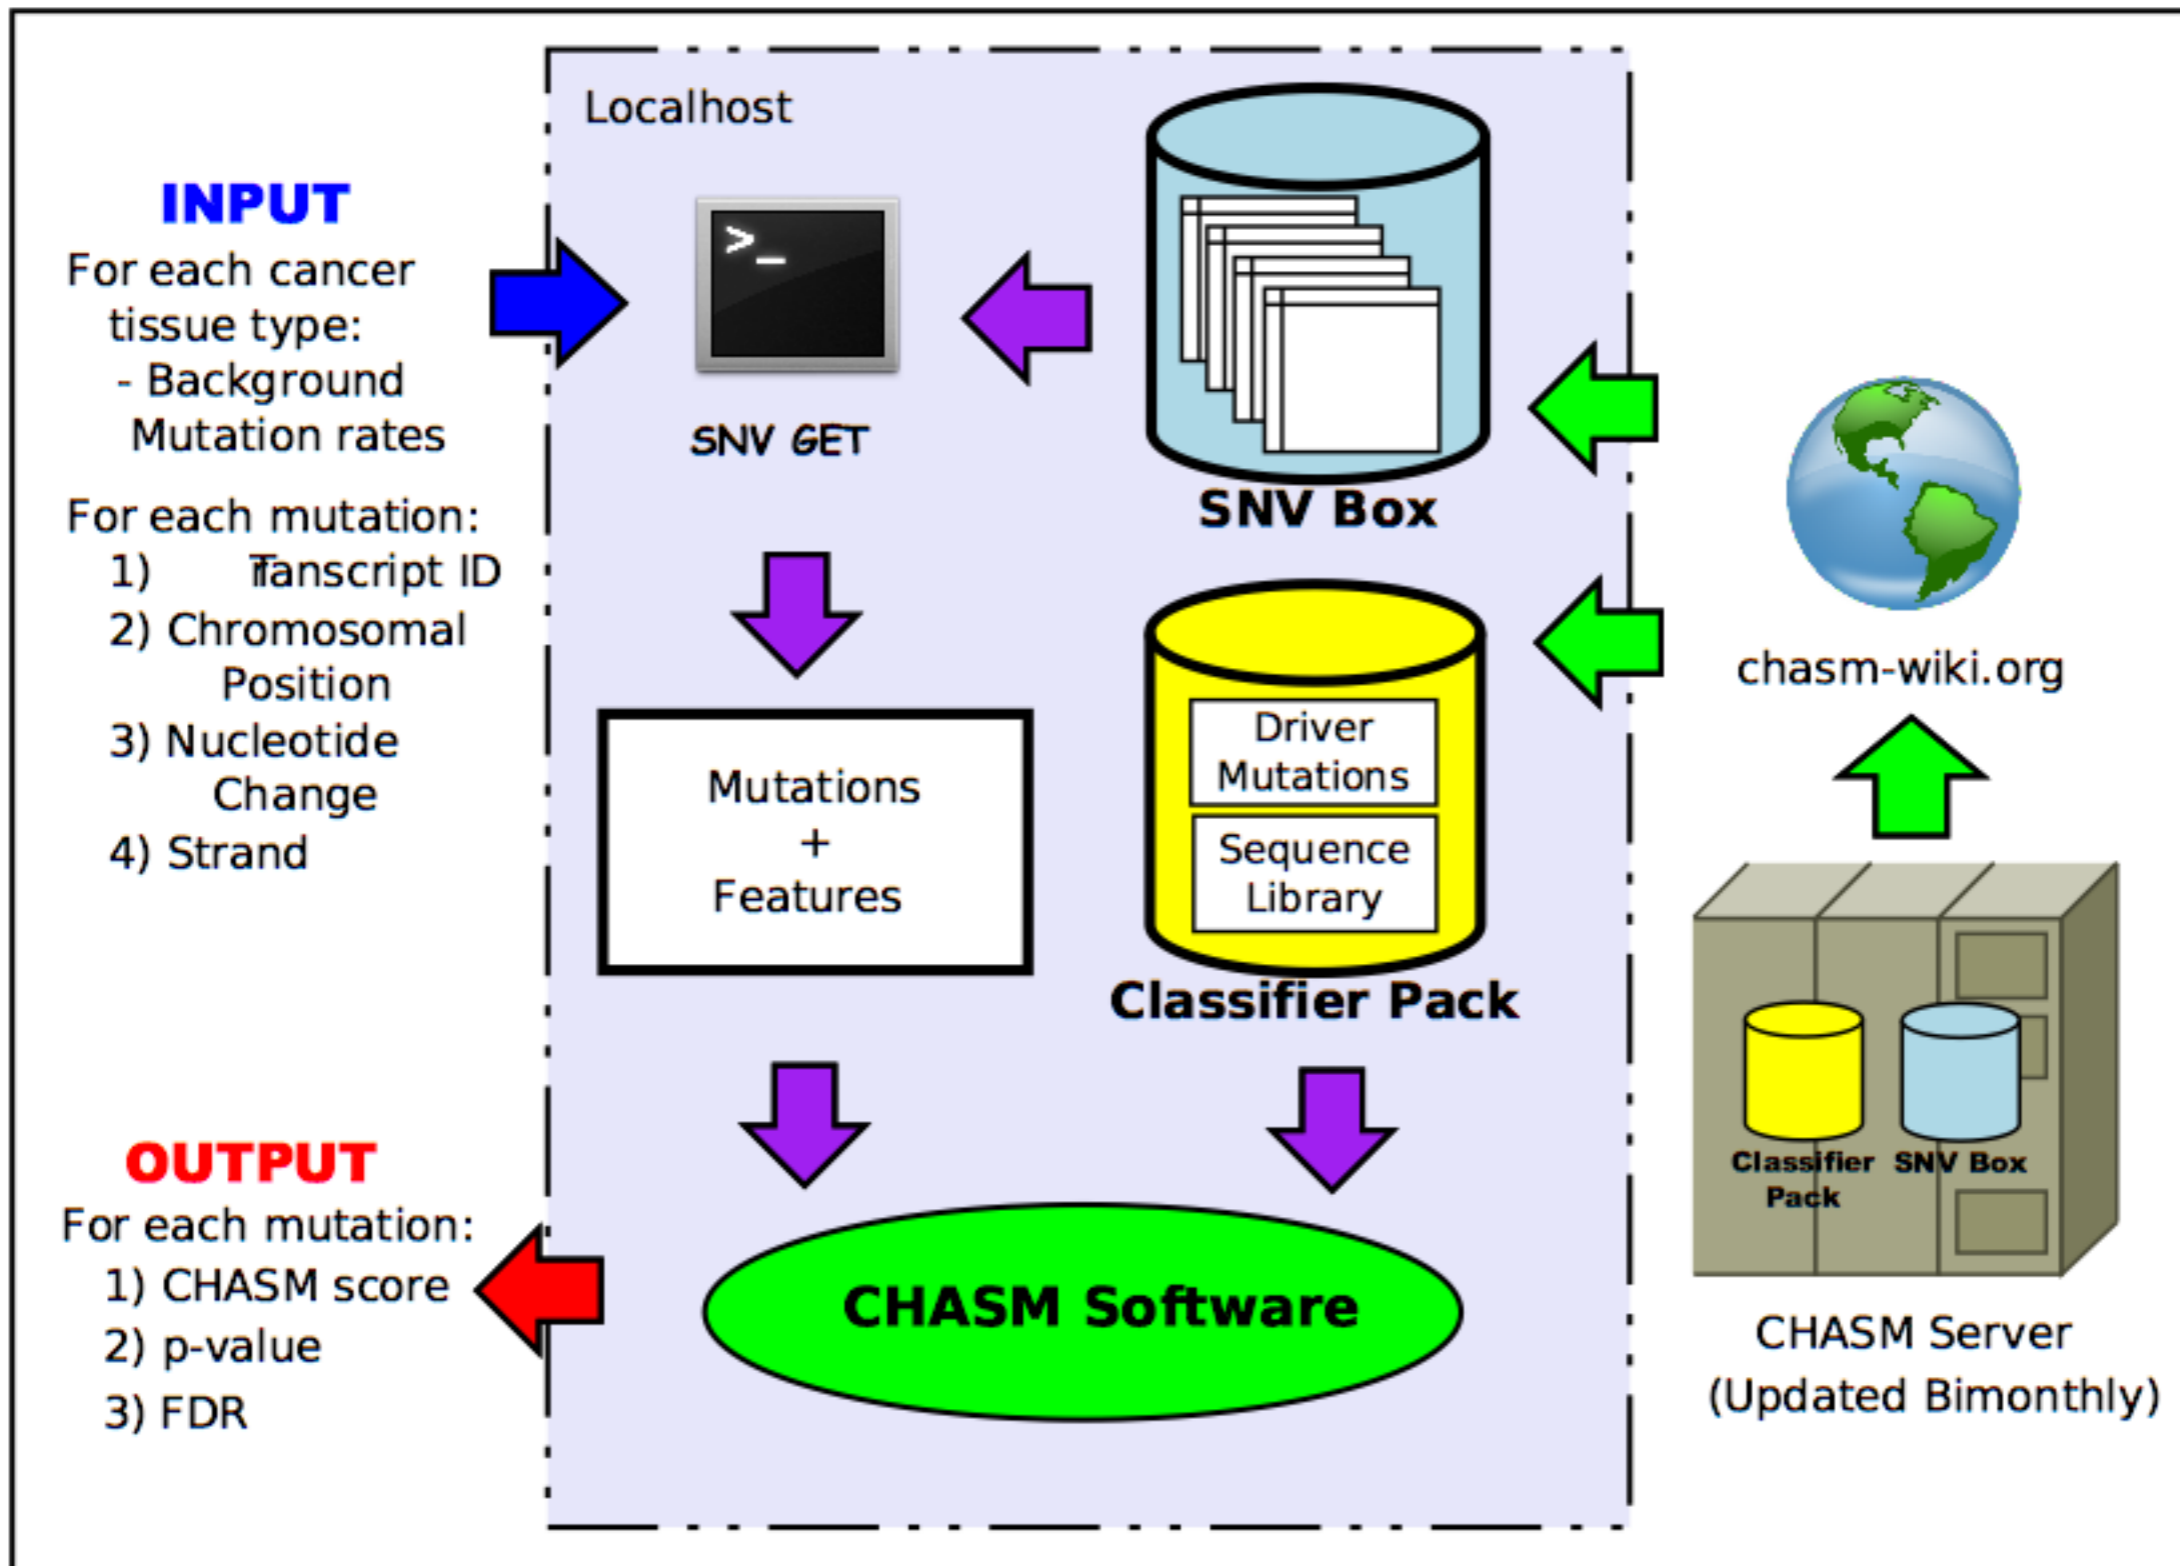 Localhost
INPUT
For each cancer
tissue type:
- Background
Mutation rates
For each mutation:
1) Transcript ID
2) Chromosomal
Position
3) Nucleotide
Change
4) Strand
OUTPUT
For each mutation:
1) CHASM score
2) p-value
3) FDR
>_
SNV GET
SNV Box
Mutations
+
Features
Driver
Mutations
Sequence
Library
Classifier Pack
CHASM Software
chasm-wiki.org
Classifier
Pack
SNV Box
CHASM Server
(Updated Bimonthly)